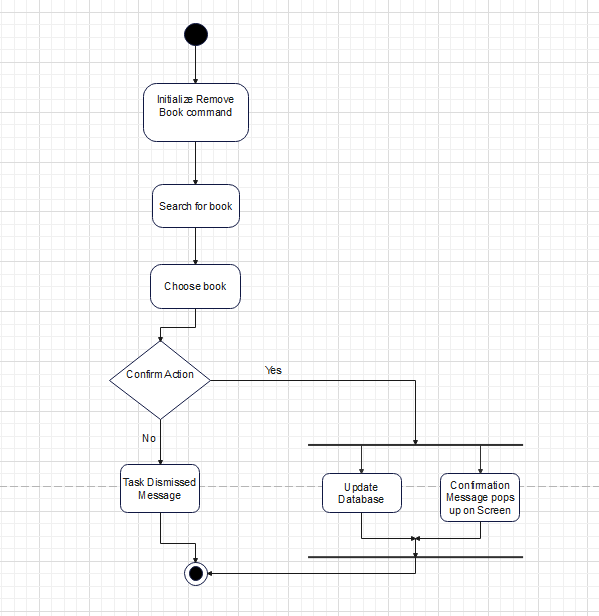 Initialize Remove
Book command
Search for book
Choose book
Confirm Action
Yes
No
Task Dismissed
Message
Update
Database
Confirmation
Message pops
up on Screen